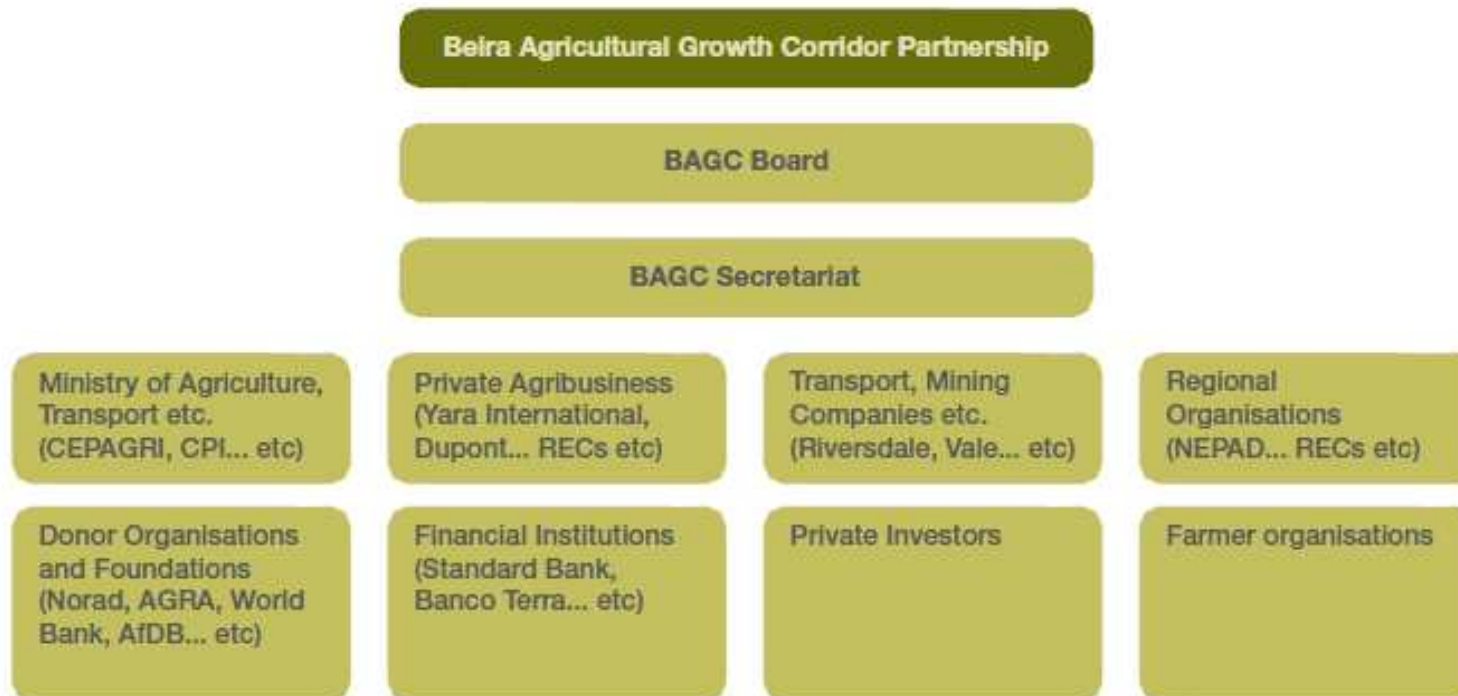 Beira Agricultural Growth Corridor Partnership
BAGC Board
BAGC Secretariat
Ministry of Agriculture,
Transport etc.
(CEPAGRI, CPI... etc)
Private Agribusiness
(Yara International,
Dupont... RECs etc)
Transport, Mining
Companies etc.
(Riversdale, Vale... etc)
Regional
Organisations
(NEPAD... RECs etc)
Donor Organisations
and Foundations
(Norad, AGRA, World
Bank, AfDB... etc)
Financial Institutions
(Standard Bank,
Banco Terra... etc)
Private Investors
Farmer organisations